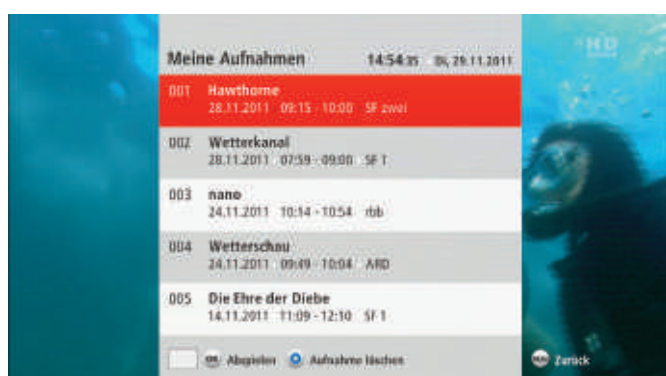 HD
Meine Aufnahmen 14:54:35 Di, 29.11.2011
001 Hawthorne
28.11.2011 09:15 - 10:00 SF zwei
002 Wetterkanal
28.11.2011 07:59 - 09:00 SF 1
003 nano
24.11.2011 10:14 - 10:54 rbb
004 Wetterschau
24.11.2011 09:49 - 10:04 ARD
005 Die Ehre der Diebe
14.11.2011 11:09 - 12:10 SF 1
OK Abspielen Aufnahme löschen Zurück